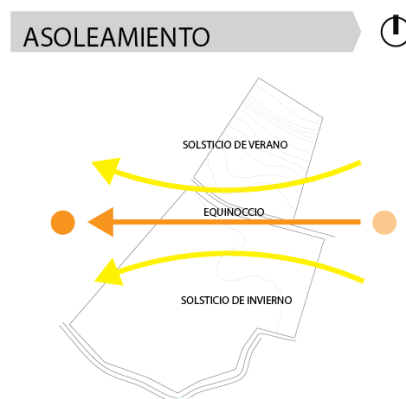 ASOLEAMIENTO
SOLSTICIO DE VERANO
EQUINOCCIO
SOLSTICIO DE INVIERNO